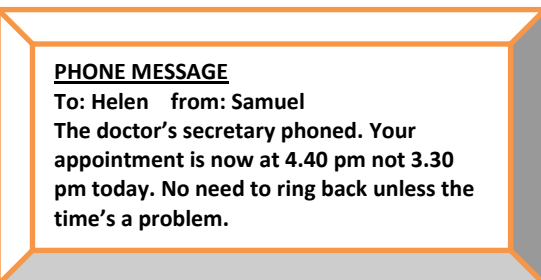 PHONE MESSAGE
To: Helen    from: Samuel
The doctor’s secretary phoned. Your
appointment is now at 4.40 pm not 3.30
pm today. No need to ring back unless the
time’s a problem.